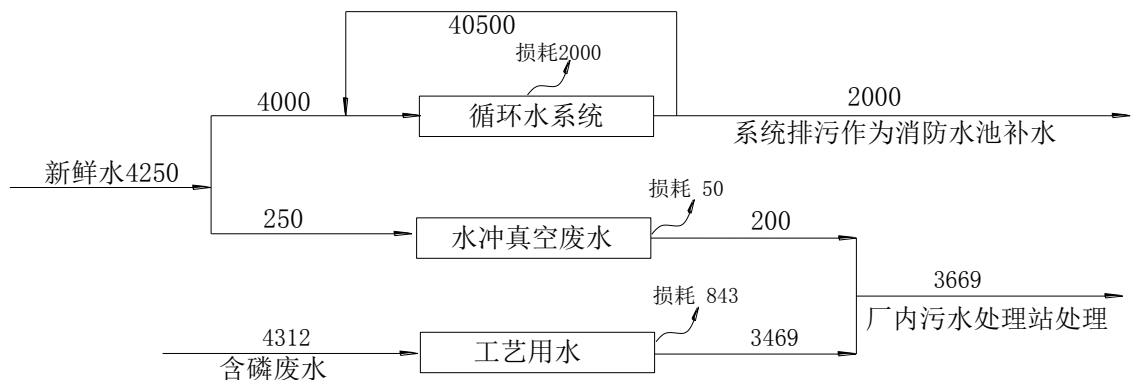 40500
损耗2000
4000
循环水系统
2000
系统排污作为消防水池补水
新鲜水4250
损耗 50
250
水冲真空废水
200
损耗 843
3669
厂内污水处理站处理
4312
含磷废水
工艺用水
3469